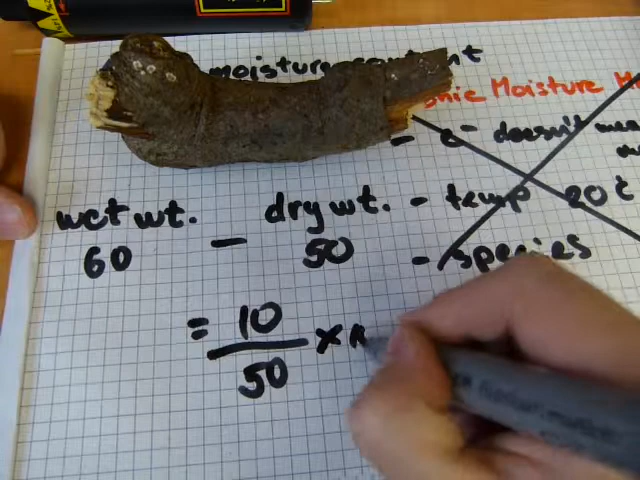 moisture content
Moisture
- doesn't
wet wt. - dry wt. - temp 20°C
60 50 - species
= 10
50 ×